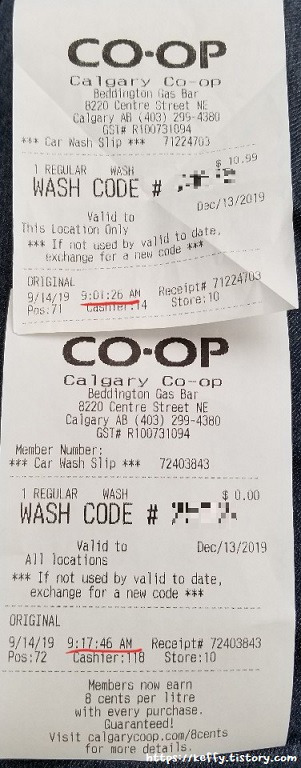 CO-OP
Calgary Co-op
Beddington Gas Bar
8220 Centre Street NE
Calgary AB (403) 299-4380
GST# R100731094
*** Car Wash Slip *** 71224703
$ 10.99
1 REGULAR WASH
WASH CODE #
Dec/13/2019
Valid to
This Location Only
*** If not used by valid to date,
exchange for a new code ***
ORIGINAL
9/14/19 9:01:26 AM Receipt# 71224703
Pos:71 Cashier:14 Store:10
CO-OP
Calgary Co-op
Beddington Gas Bar
8220 Centre Street NE
Calgary AB (403) 299-4380
GST# R100731094
Member Number:
*** Car Wash Slip *** 72403843
1 REGULAR WASH $ 0.00
WASH CODE #
Valid to Dec/13/2019
All locations
*** If not used by valid to date,
exchange for a new code ***
ORIGINAL
9/14/19 9:17:46 AM Receipt# 72403843
Pos:72 Cashier:118 Store:10
Members now earn
8 cents per litre
with every purchase.
Guaranteed!
Visit calgarycoop.com/8cents
for more details.
https://keffy.tistory.com